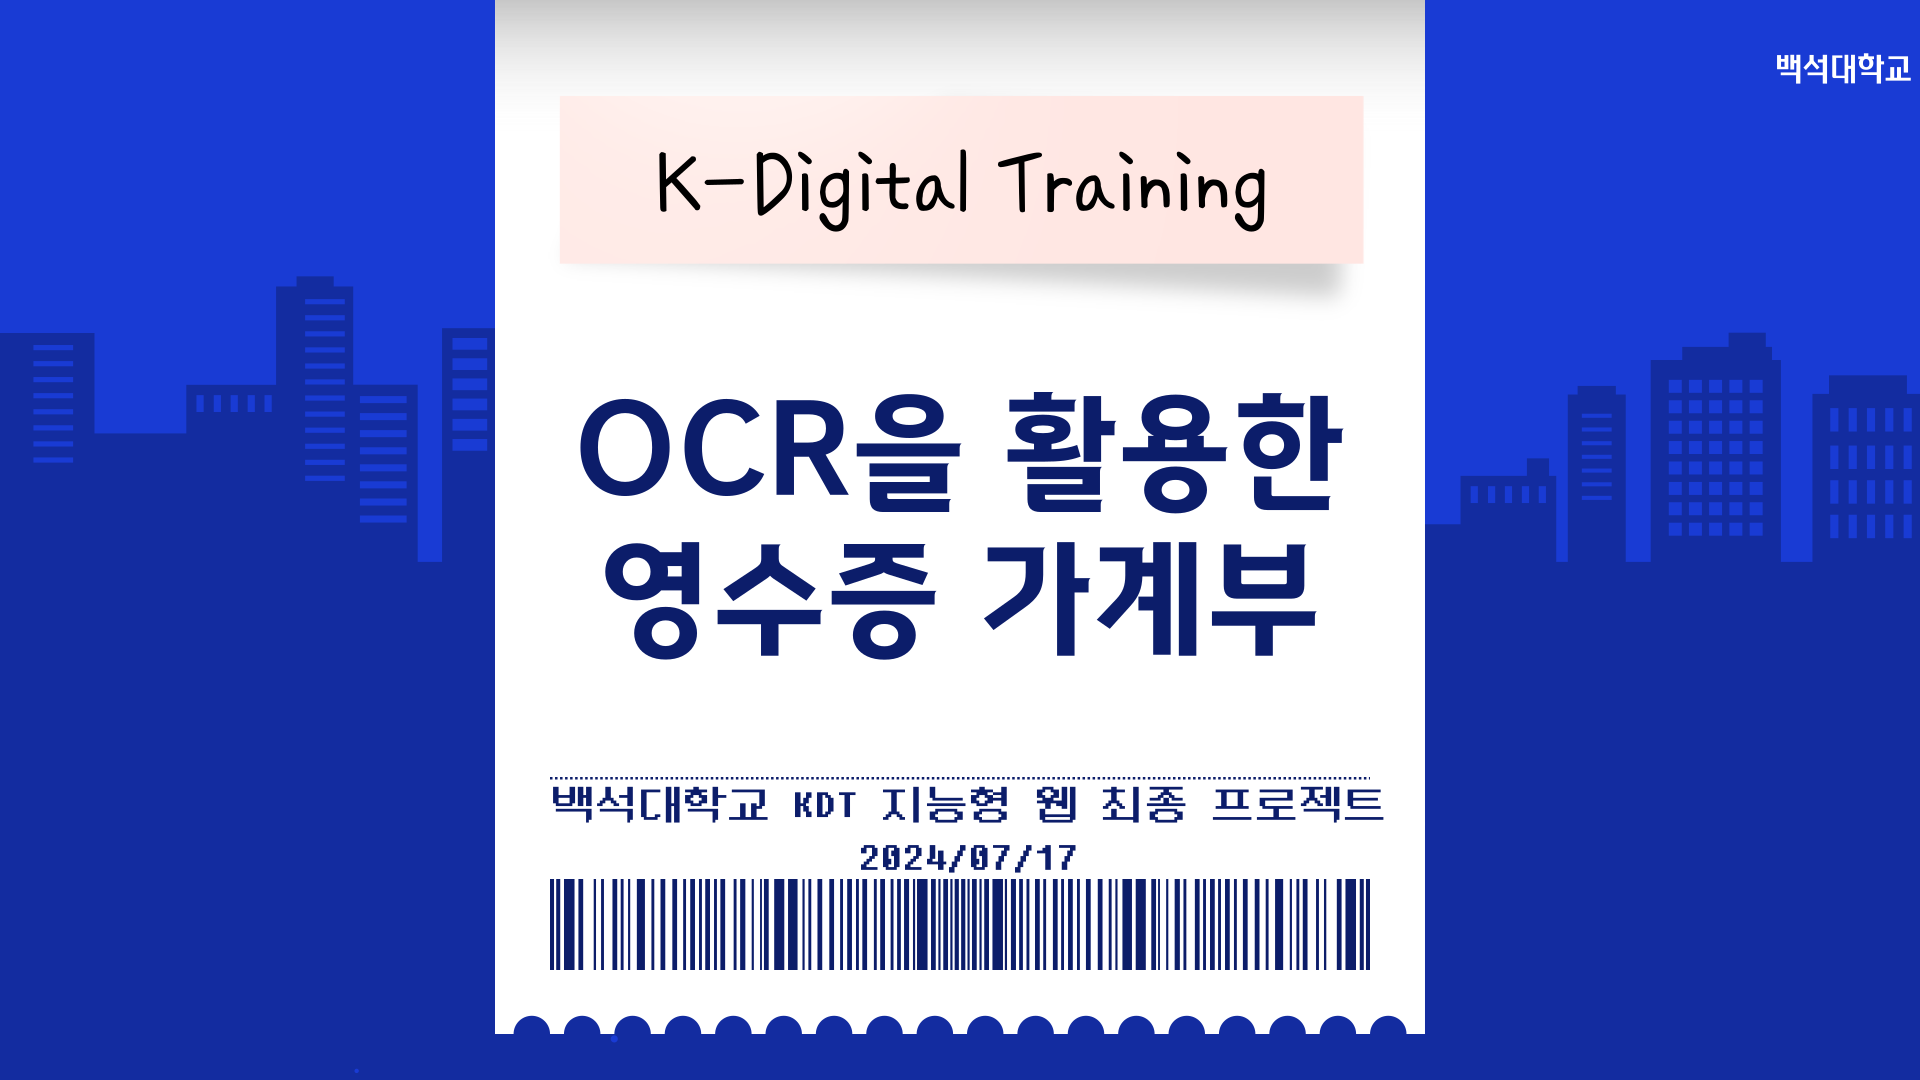 백석대학교
K-Digital Training
OCR을 활용한
영수증 가계부
백석대학교 KDT 지능형 웹 최종 프로젝트
2024/07/17